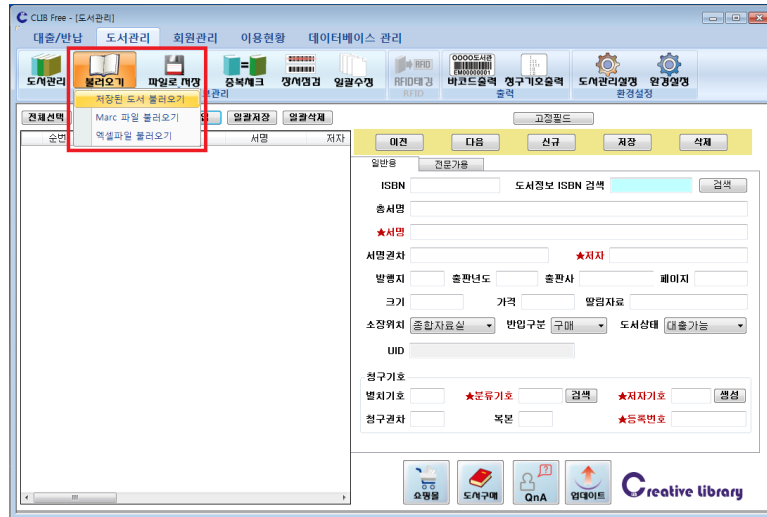 CLIB Free - [도서관리]
대출/반납 도서관리 회원관리 이용현황 데이터베이스 관리
도서관리 불러오기 파일로저장 중복체크 장서점검 일괄수정 RFID태깅 바코드출력 청구기호출력 도서관리설정 환경설정
RFID
0000도서관
EM00000001
관리 RFID 출력 환경설정
저장된 도서 불러오기
Marc 파일 불러오기
엑셀파일 불러오기
전체선택 일괄저장 일괄삭제 고정필드
순번 서명 저자
이전 다음 신규 저장 삭제
일반용 전문가용
ISBN 도서정보 ISBN 검색 검색
총서명
★서명
서명권차 ★저자
발행지 출판년도 출판사 페이지
크기 가격 딸림자료
소장위치 종합자료실 반입구분 구매 도서상태 대출가능
UID
청구기호
별치기호 ★분류기호 검색 ★저자기호 생성
청구권차 복본 ★등록번호
쇼핑몰 도서구매 QnA 업데이트 Creative Library